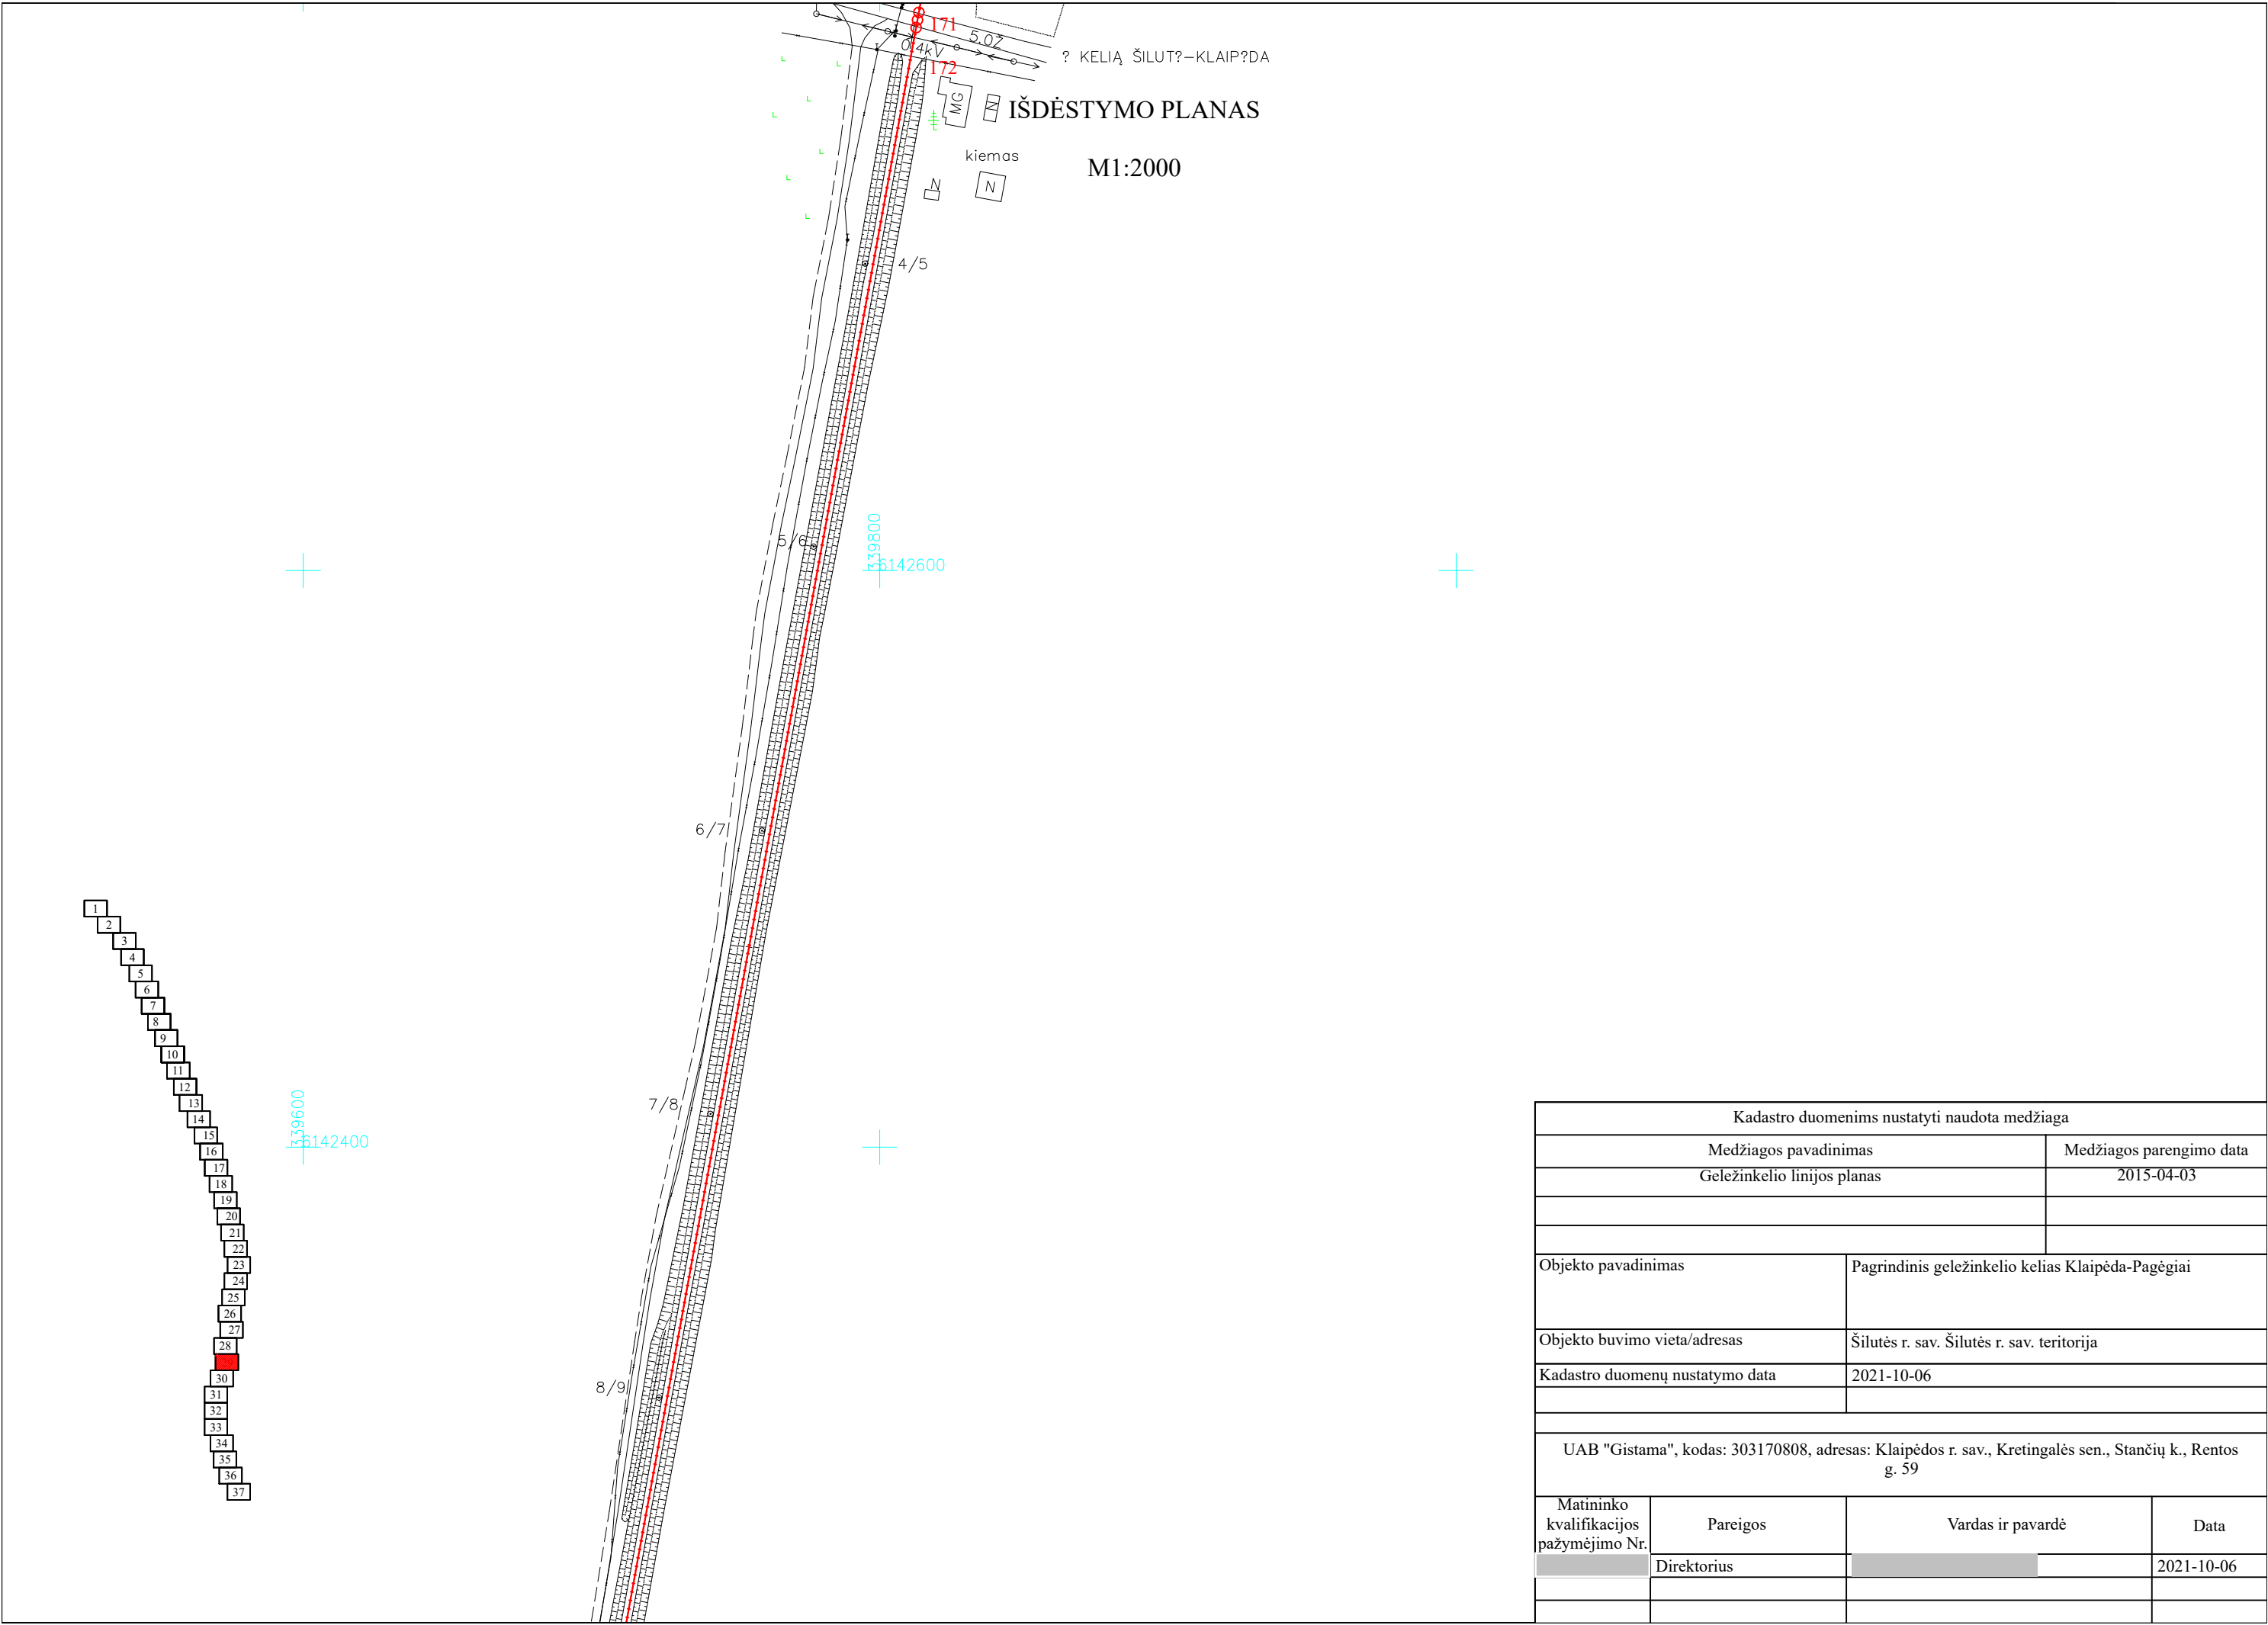 171
5.0Z
0.4kV
? KELIĄ ŠILUT?-KLAIP?DA
172
MG
N
IŠDĖSTYMO PLANAS
kiemas
M1:2000
N
N
4/5
339800
5/6
6142600
6/7
1
2
3
4
5
6
7
8
9
10
11
12
13
14
15
16
17
18
19
20
21
22
23
24
25
26
27
28
29
30
31
32
33
34
35
36
37
7/8
339600
6142400
8/9
Kadastro duomenims nustatyti naudota medžiaga
Medžiagos pavadinimas Medžiagos parengimo data
Geležinkelio linijos planas 2015-04-03
Objekto pavadinimas Pagrindinis geležinkelio kelias Klaipėda-Pagėgiai
Objekto buvimo vieta/adresas Šilutės r. sav. Šilutės r. sav. teritorija
Kadastro duomenų nustatymo data 2021-10-06
UAB "Gistama", kodas: 303170808, adresas: Klaipėdos r. sav., Kretingalės sen., Stančių k., Rentos
g. 59
Matininko
kvalifikacijos
pažymėjimo Nr.
Pareigos Vardas ir pavardė Data
Direktorius 2021-10-06